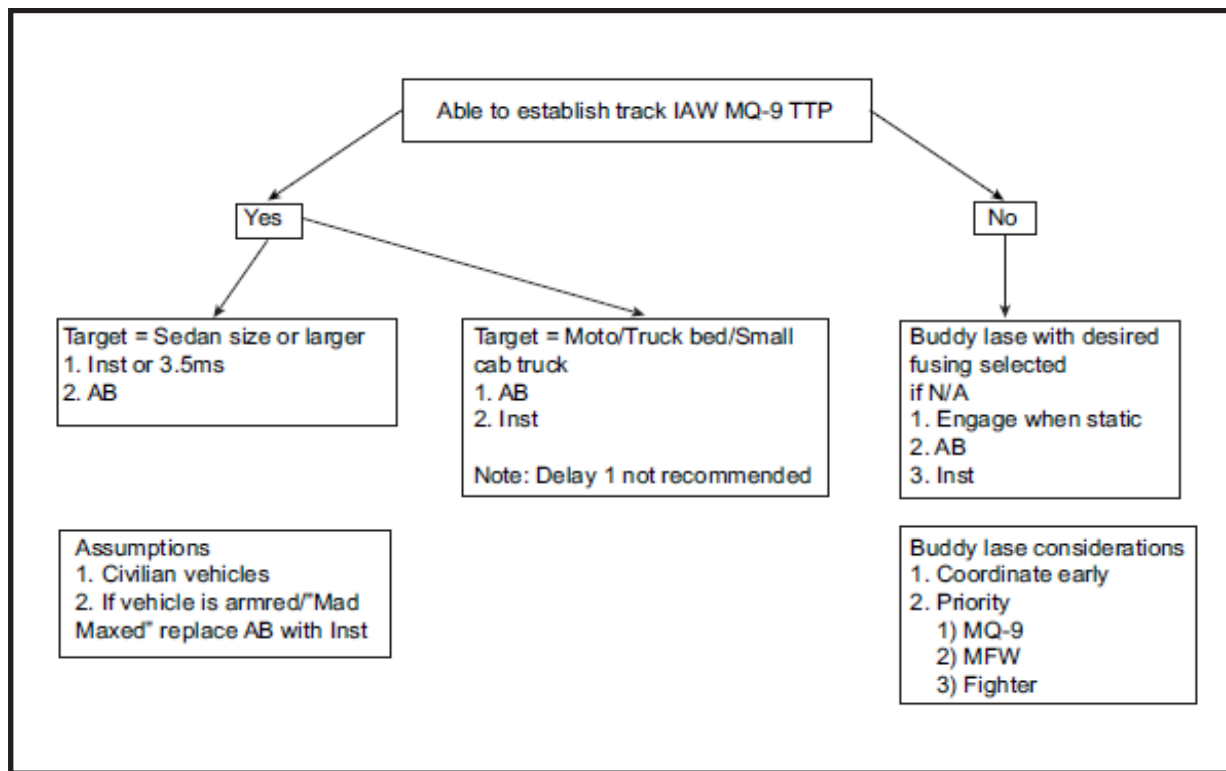 Able to establish track IAW MQ-9 TTP
Yes
No
Target = Sedan size or larger
1. Inst or 3.5ms
2. AB
Target = Moto/Truck bed/Small
cab truck
1. AB
2. Inst
Note: Delay 1 not recommended
Buddy lase with desired
fusing selected
if N/A
1. Engage when static
2. AB
3. Inst
Assumptions
1. Civilian vehicles
2. If vehicle is armred/"Mad
Maxed" replace AB with Inst
Buddy lase considerations
1. Coordinate early
2. Priority
1) MQ-9
2) MFW
3) Fighter